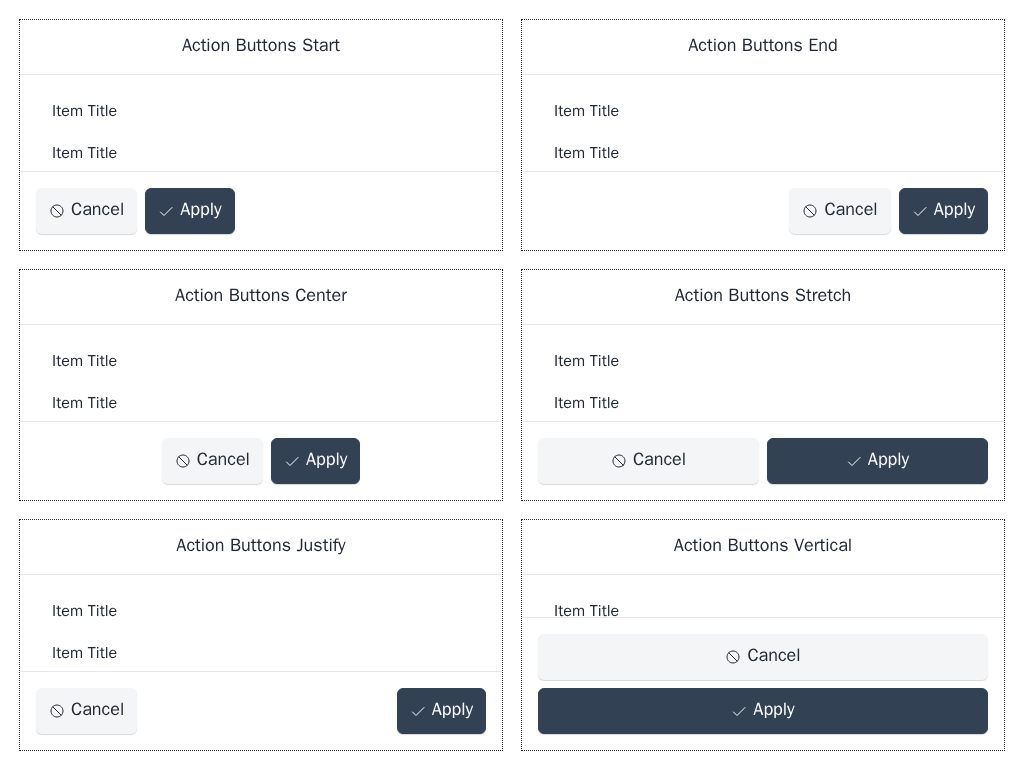 Action Buttons Start
Item Title
Item Title
Cancel
Apply
Action Buttons End
Item Title
Item Title
Cancel
Apply
Action Buttons Center
Item Title
Item Title
Cancel
Apply
Action Buttons Stretch
Item Title
Item Title
Cancel
Apply
Action Buttons Justify
Item Title
Item Title
Cancel
Apply
Action Buttons Vertical
Item Title
Cancel
Apply